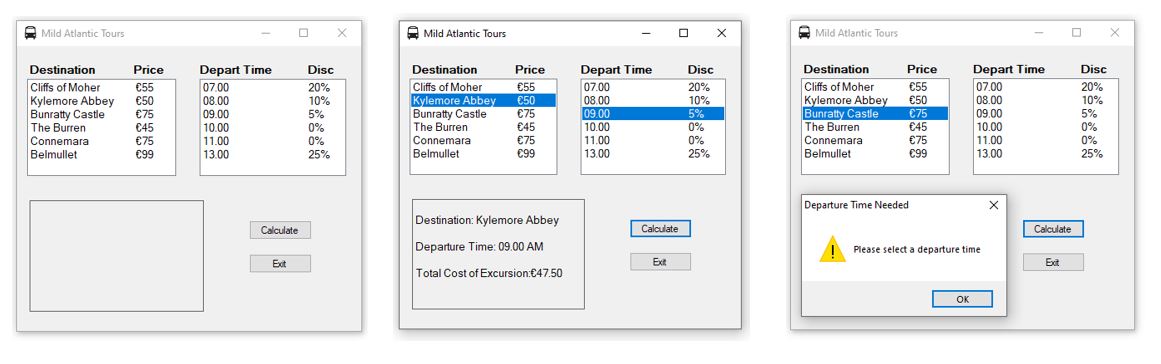 Mild Atlantic Tours
Destination Price Depart Time Disc
Cliffs of Moher €55 07.00 20%
Kylemore Abbey €50 08.00 10%
Bunratty Castle €75 09.00 5%
The Burren €45 10.00 0%
Connemara €75 11.00 0%
Belmullet €99 13.00 25%
Calculate
Exit
Mild Atlantic Tours
Destination Price Depart Time Disc
Cliffs of Moher €55 07.00 20%
Kylemore Abbey €50 08.00 10%
Bunratty Castle €75 09.00 5%
The Burren €45 10.00 0%
Connemara €75 11.00 0%
Belmullet €99 13.00 25%
Destination: Kylemore Abbey
Departure Time: 09.00 AM
Total Cost of Excursion:€47.50
Calculate
Exit
Mild Atlantic Tours
Destination Price Depart Time Disc
Cliffs of Moher €55 07.00 20%
Kylemore Abbey €50 08.00 10%
Bunratty Castle €75 09.00 5%
The Burren €45 10.00 0%
Connemara €75 11.00 0%
Belmullet €99 13.00 25%
Departure Time Needed
Please select a departure time
OK
Calculate
Exit